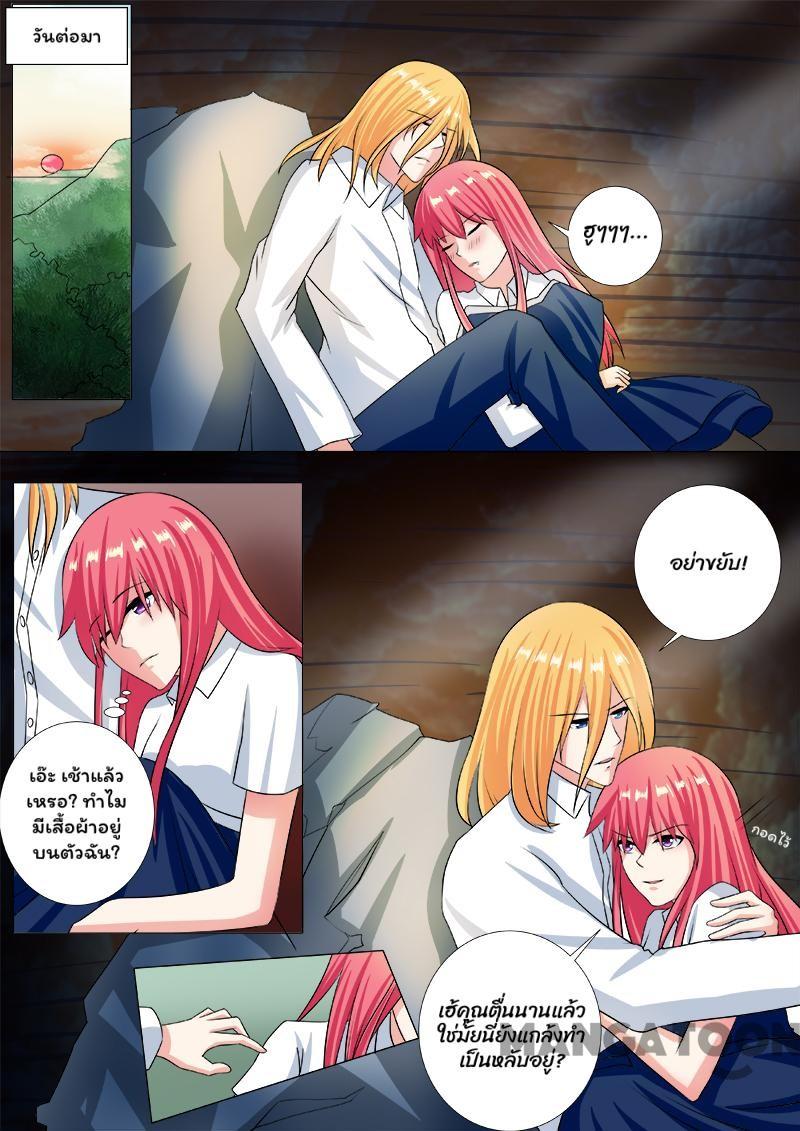 วันต่อมา
ฮูๆๆๆ...
อย่าขยับ!
เอ๊ะ เช้าแล้ว
เหรอ? ทำไม
มีเสื้อผ้าอยู่
บนตัวฉัน?
กอดไว้
เฮ้คุณตื่นนานแล้ว
ใช่มั้ยนี่ยังแกล้งทำ
เป็นหลับอยู่?
MANGATOON